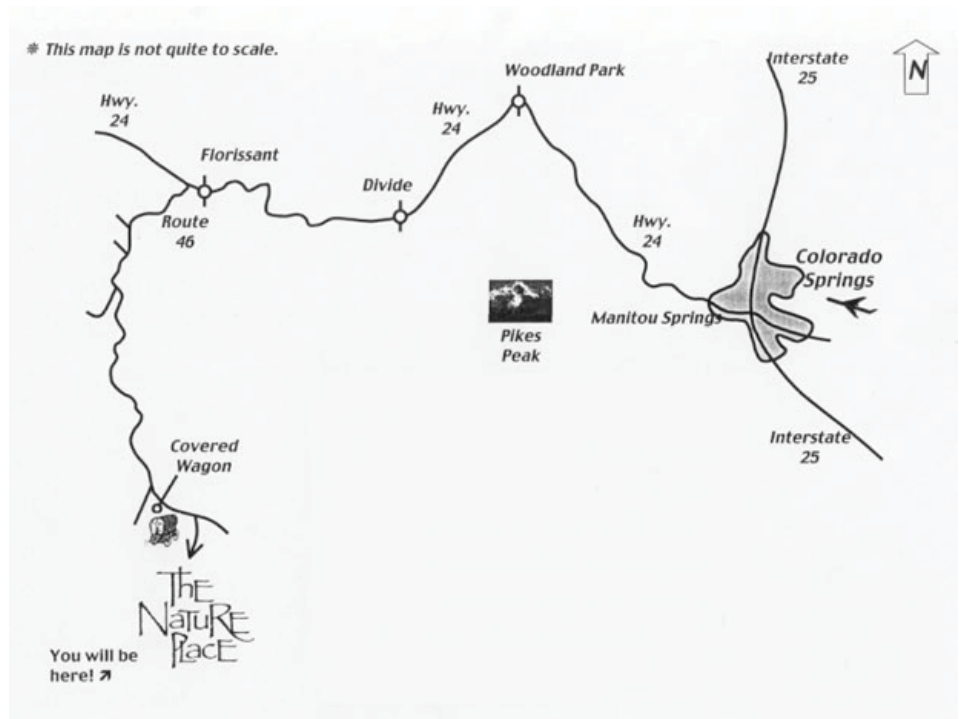 * This map is not quite to scale.
Interstate
25
N
Woodland Park
Hwy.
24
Hwy.
24
Florissant
Divide
Route
46
Hwy.
24
Colorado
Springs
Manitou Springs
Pikes
Peak
Interstate
25
Covered
Wagon
THE
NATURE
PLACE
You will be
here!